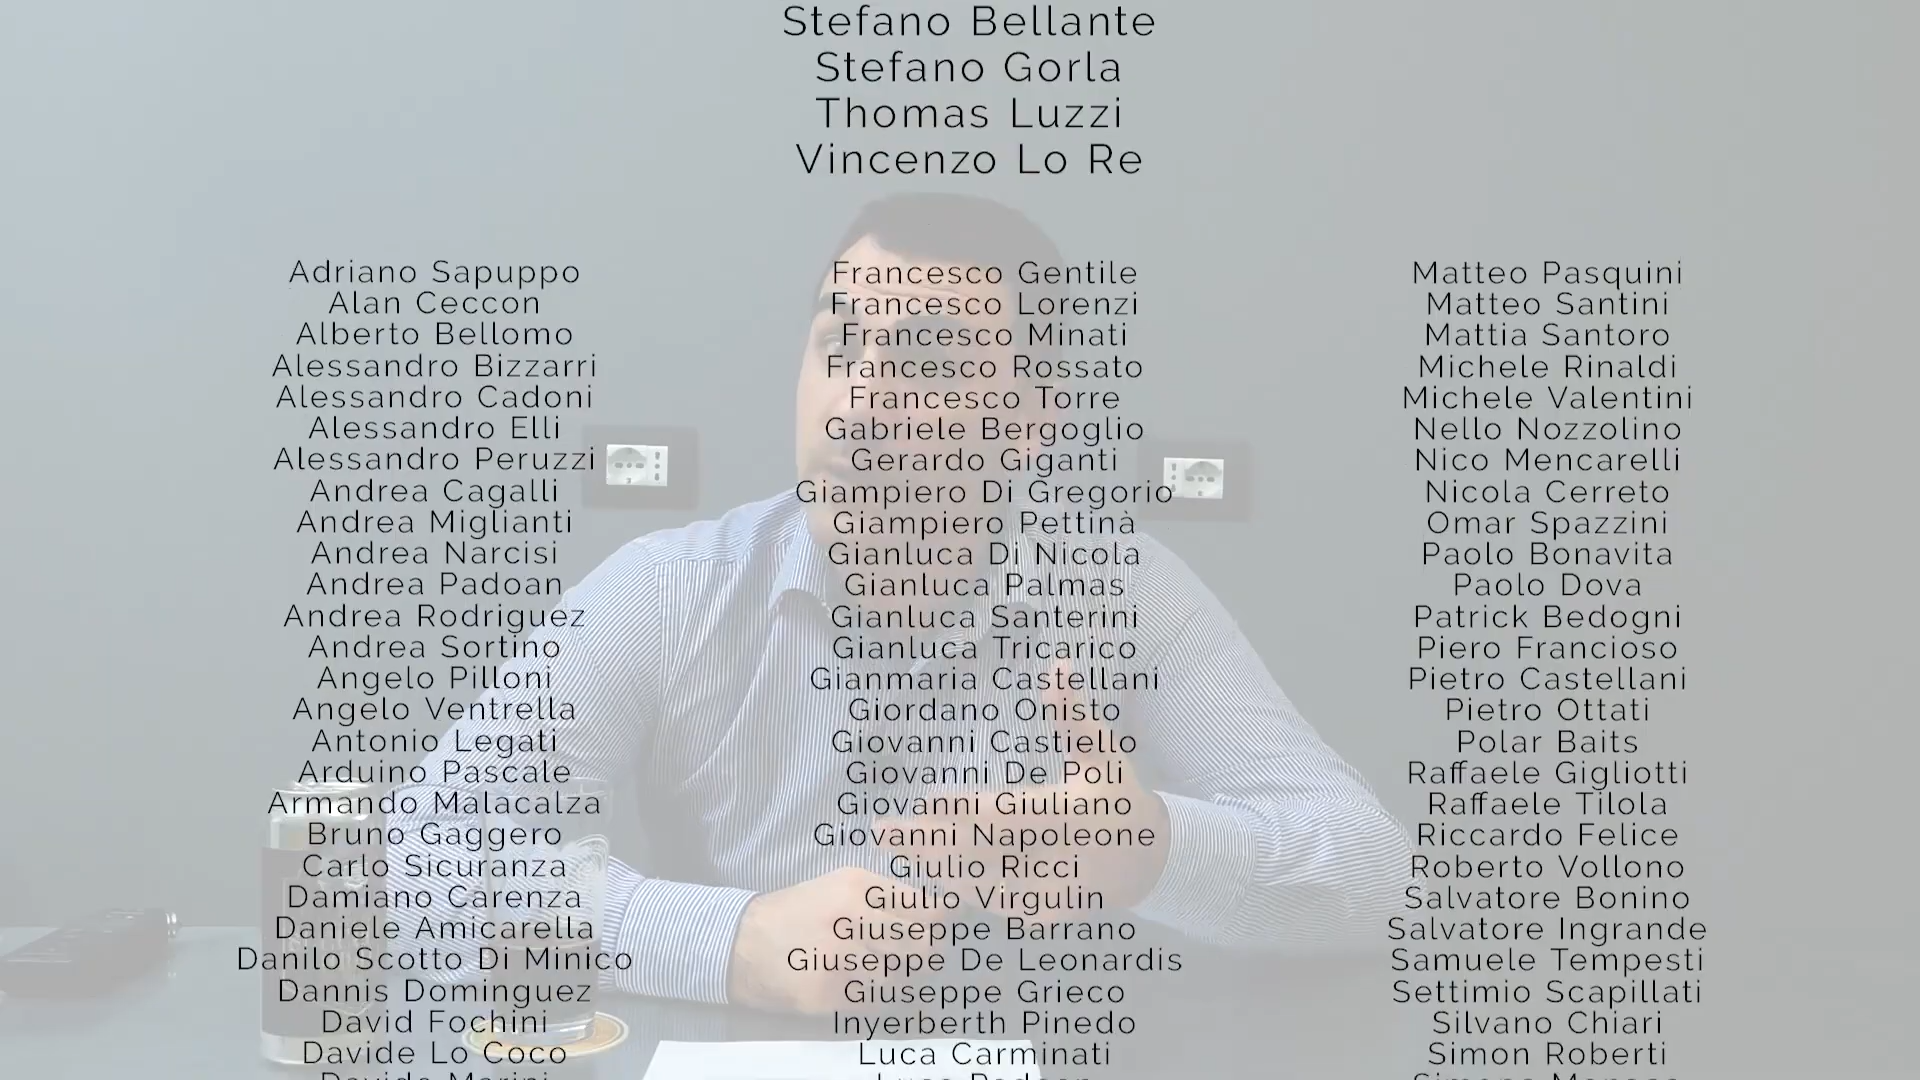 Stefano Bellante
Stefano Gorla
Thomas Luzzi
Vincenzo Lo Re
Adriano Sapuppo
Alan Ceccon
Alberto Bellomo
Alessandro Bizzarri
Alessandro Cadoni
Alessandro Elli
Alessandro Peruzzi
Andrea Cagalli
Andrea Miglianti
Andrea Narcisi
Andrea Padoan
Andrea Rodriguez
Andrea Sortino
Angelo Pilloni
Angelo Ventrella
Antonio Legati
Arduino Pascale
Armando Malacalza
Bruno Gaggero
Carlo Sicuranza
Damiano Carenza
Daniele Amicarella
Danilo Scotto Di Minico
Dannis Dominguez
David Fochini
Davide Lo Coco
Francesco Gentile
Francesco Lorenzi
Francesco Minati
Francesco Rossato
Francesco Torre
Gabriele Bergoglio
Gerardo Giganti
Giampiero Di Gregorio
Giampiero Pettinà
Gianluca Di Nicola
Gianluca Palmas
Gianluca Santerini
Gianluca Tricarico
Gianmaria Castellani
Giordano Onisto
Giovanni Castiello
Giovanni De Poli
Giovanni Giuliano
Giovanni Napoleone
Giulio Ricci
Giulio Virgulin
Giuseppe Barrano
Giuseppe De Leonardis
Giuseppe Grieco
Inyerberth Pinedo
Luca Carminati
Matteo Pasquini
Matteo Santini
Mattia Santoro
Michele Rinaldi
Michele Valentini
Nello Nozzolino
Nico Mencarelli
Nicola Cerreto
Omar Spazzini
Paolo Bonavita
Paolo Dova
Patrick Bedogni
Piero Francioso
Pietro Castellani
Pietro Ottati
Polar Baits
Raffaele Gigliotti
Raffaele Tilola
Riccardo Felice
Roberto Vollono
Salvatore Bonino
Salvatore Ingrande
Samuele Tempesti
Settimio Scapillati
Silvano Chiari
Simon Roberti